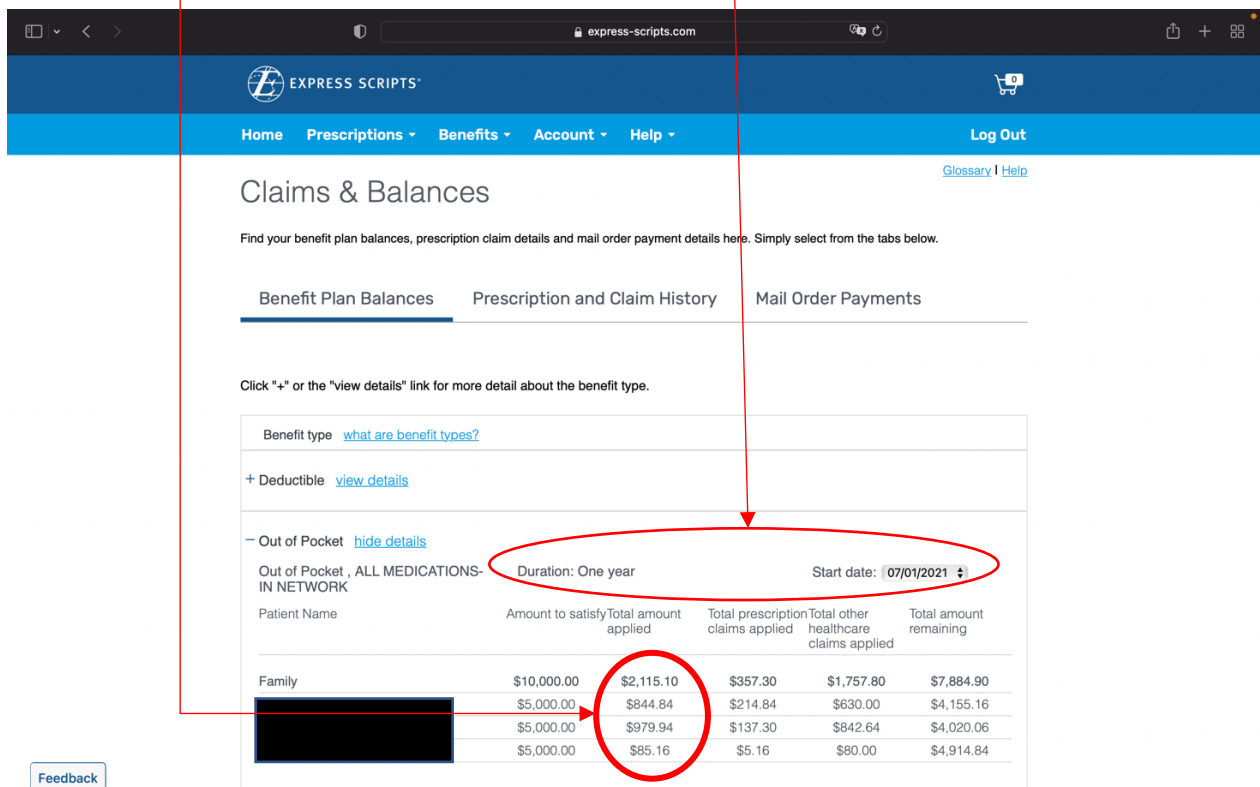 express-scripts.com
EXPRESS SCRIPTS®
0
Home Prescriptions Benefits Account Help Log Out
Glossary | Help
Claims & Balances
Find your benefit plan balances, prescription claim details and mail order payment details here. Simply select from the tabs below.
Benefit Plan Balances Prescription and Claim History Mail Order Payments
Click "+" or the "view details" link for more detail about the benefit type.
Benefit type what are benefit types?
+ Deductible view details
− Out of Pocket hide details
Out of Pocket , ALL MEDICATIONS- Duration: One year Start date: 07/01/2021
IN NETWORK
Patient Name Amount to satisfy Total amount Total prescription Total other Total amount
applied claims applied healthcare remaining
claims applied
Family $10,000.00 $2,115.10 $357.30 $1,757.80 $7,884.90
$5,000.00 $844.84 $214.84 $630.00 $4,155.16
$5,000.00 $979.94 $137.30 $842.64 $4,020.06
$5,000.00 $85.16 $5.16 $80.00 $4,914.84
Feedback